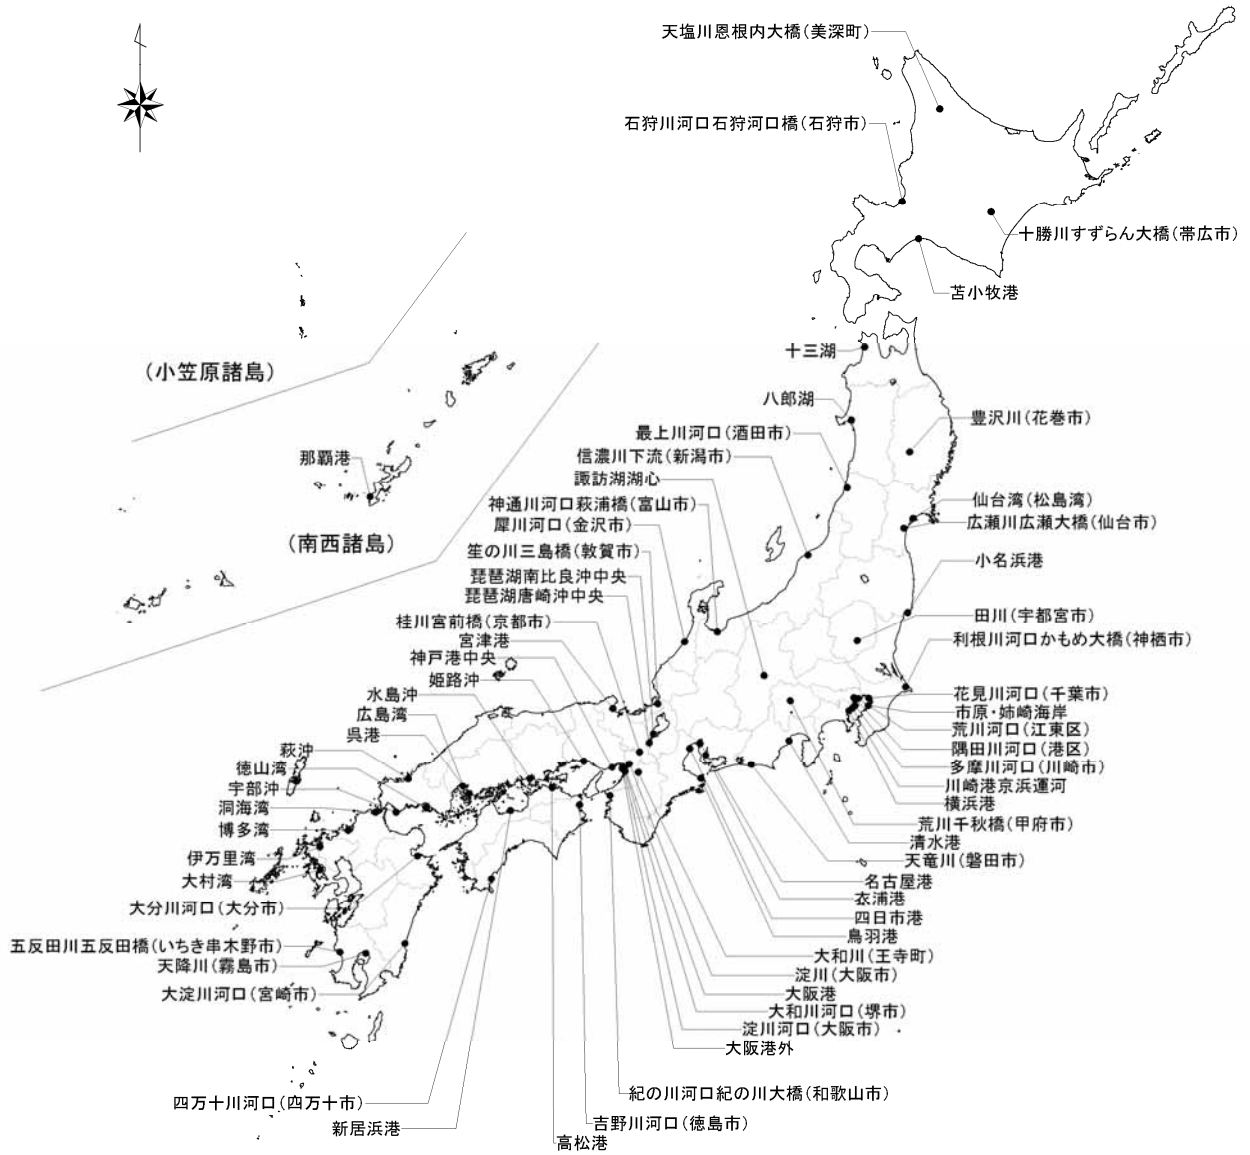 天塩川恩根内大橋(美深町)
石狩川河口石狩河口橋(石狩市)
十勝川すずらん大橋(帯広市)
苫小牧港
十三湖
(小笠原諸島)
八郎湖
豊沢川(花巻市)
最上川河口(酒田市)
信濃川下流(新潟市)
那覇港
諏訪湖湖心
仙台湾(松島湾)
神通川河口萩浦橋(富山市)
広瀬川広瀬大橋(仙台市)
犀川河口(金沢市)
(南西諸島)
笙の川三島橋(敦賀市)
小名浜港
琵琶湖南比良沖中央
琵琶湖唐崎沖中央
田川(宇都宮市)
桂川宮前橋(京都市)
利根川河口かもめ大橋(神栖市)
宮津港
神戸港中央
姫路沖
水島沖
花見川河口(千葉市)
広島湾
市原・姉崎海岸
荒川河口(江東区)
呉港
隅田川河口(港区)
萩沖
多摩川河口(川崎市)
徳山湾
川崎港京浜運河
宇部沖
横浜港
洞海湾
荒川千秋橋(甲府市)
博多湾
清水港
伊万里湾
天竜川(磐田市)
大村湾
名古屋港
衣浦港
大分川河口(大分市)
四日市港
鳥羽港
五反田川五反田橋(いちき串木野市)
大和川(王寺町)
天降川(霧島市)
淀川(大阪市)
大淀川河口(宮崎市)
大阪港
大和川河口(堺市)
淀川河口(大阪市)
大阪港外
紀の川河口紀の川大橋(和歌山市)
四万十川河口(四万十市)
吉野川河口(徳島市)
新居浜港
高松港